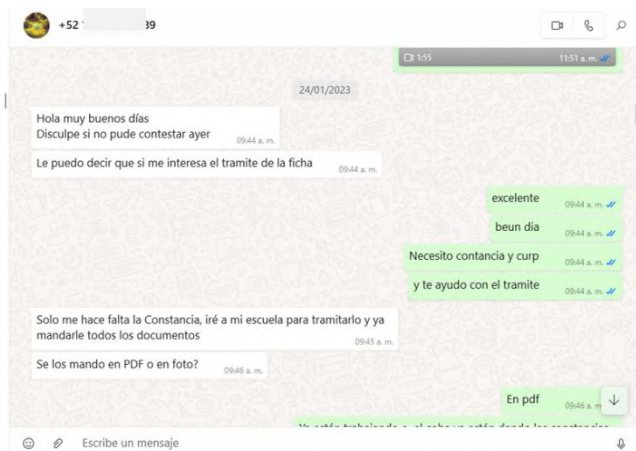 +52 1 39
1:55 11:51 a. m.
24/01/2023
Hola muy buenos días
Disculpe si no pude contestar ayer 09:44 a. m.
Le puedo decir que si me interesa el tramite de la ficha 09:44 a. m.
excelente 09:44 a. m.
beun dia 09:44 a. m.
Necesito contancia y curp 09:44 a. m.
y te ayudo con el tramite 09:44 a. m.
Solo me hace falta la Constancia, iré a mi escuela para tramitarlo y ya
mandarle todos los documentos 09:45 a. m.
Se los mando en PDF o en foto? 09:46 a. m.
En pdf 09:46 a. m
Escribe un mensaje